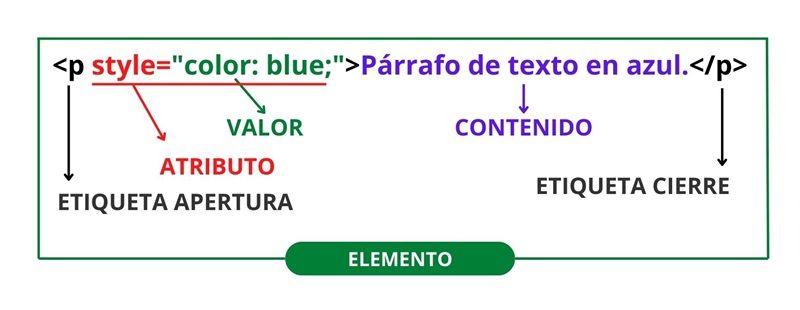 <p style="color: blue;">Párrafo de texto en azul.</p>
VALOR
CONTENIDO
ATRIBUTO
ETIQUETA APERTURA
ETIQUETA CIERRE
ELEMENTO